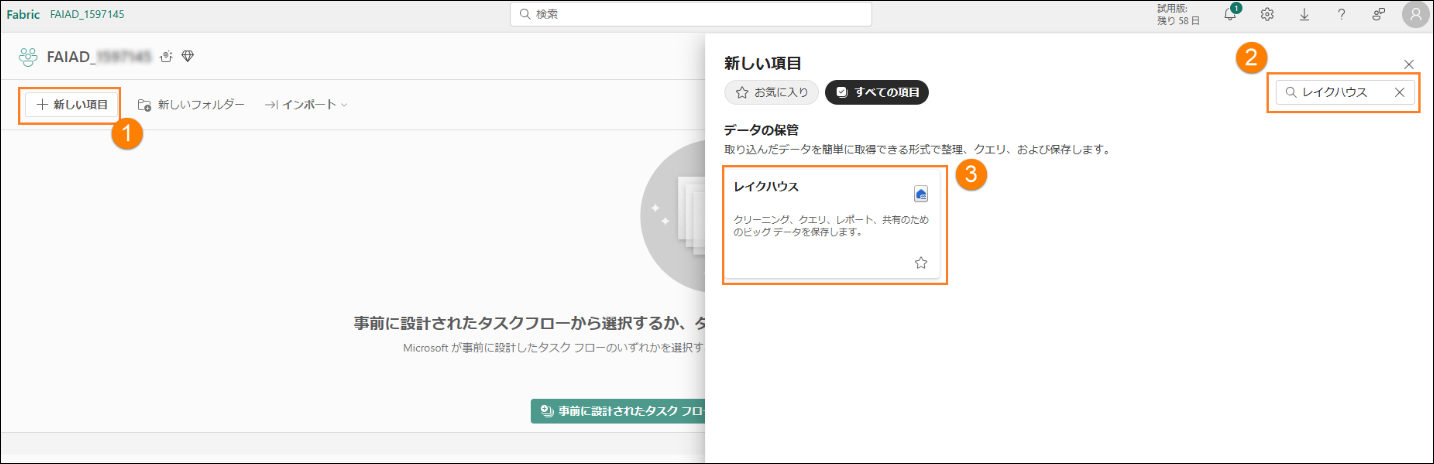 Fabric FAIAD_1597145
検索
試用版:
残り 58 日
1
FAIAD_
新しい項目
新しいフォルダー
インポート
1
事前に設計されたタスクフローから選択するか、
Microsoft が事前に設計したタスク フローのいずれかを選択す
事前に設計されたタスク フロー
新しい項目
2
お気に入り
すべての項目
レイクハウス
データの保管
取り込んだデータを簡単に取得できる形式で整理、クエリ、および保存します。
3
レイクハウス
クリーニング、クエリ、レポート、共有のため
のビッグ データを保存します。